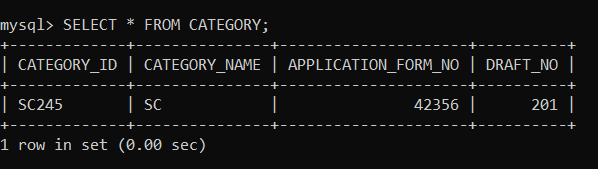 mysql> SELECT * FROM CATEGORY;
+-------------+---------------+---------------------+----------+
| CATEGORY_ID | CATEGORY_NAME | APPLICATION_FORM_NO | DRAFT_NO |
+-------------+---------------+---------------------+----------+
| SC245       | SC            |               42356 |      201 |
+-------------+---------------+---------------------+----------+
1 row in set (0.00 sec)